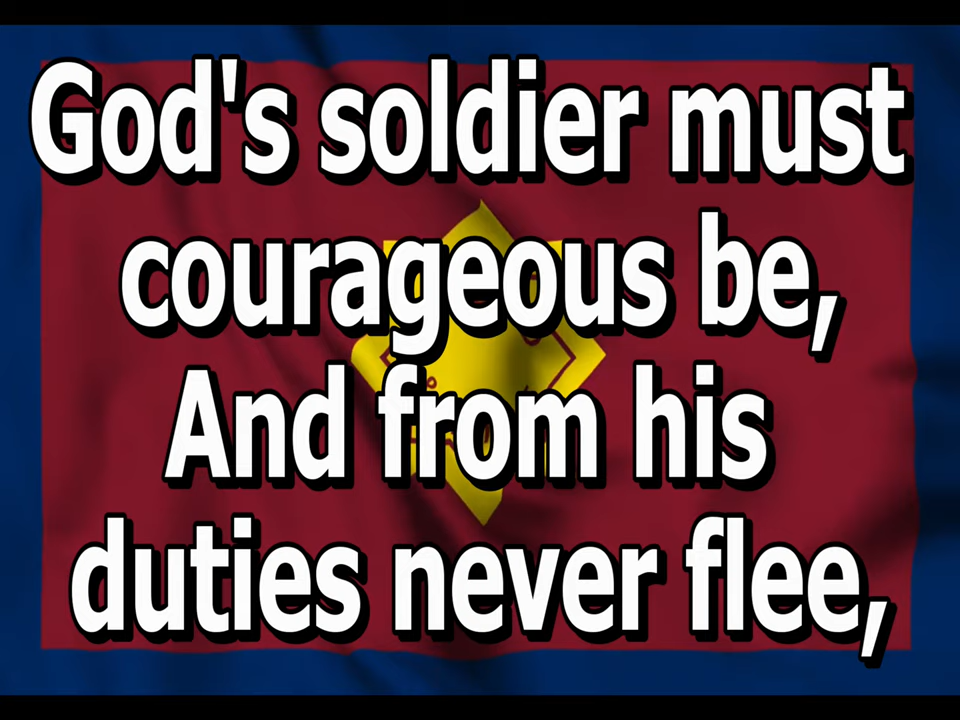 God's soldier must
courageous be,
And from his
duties never flee,